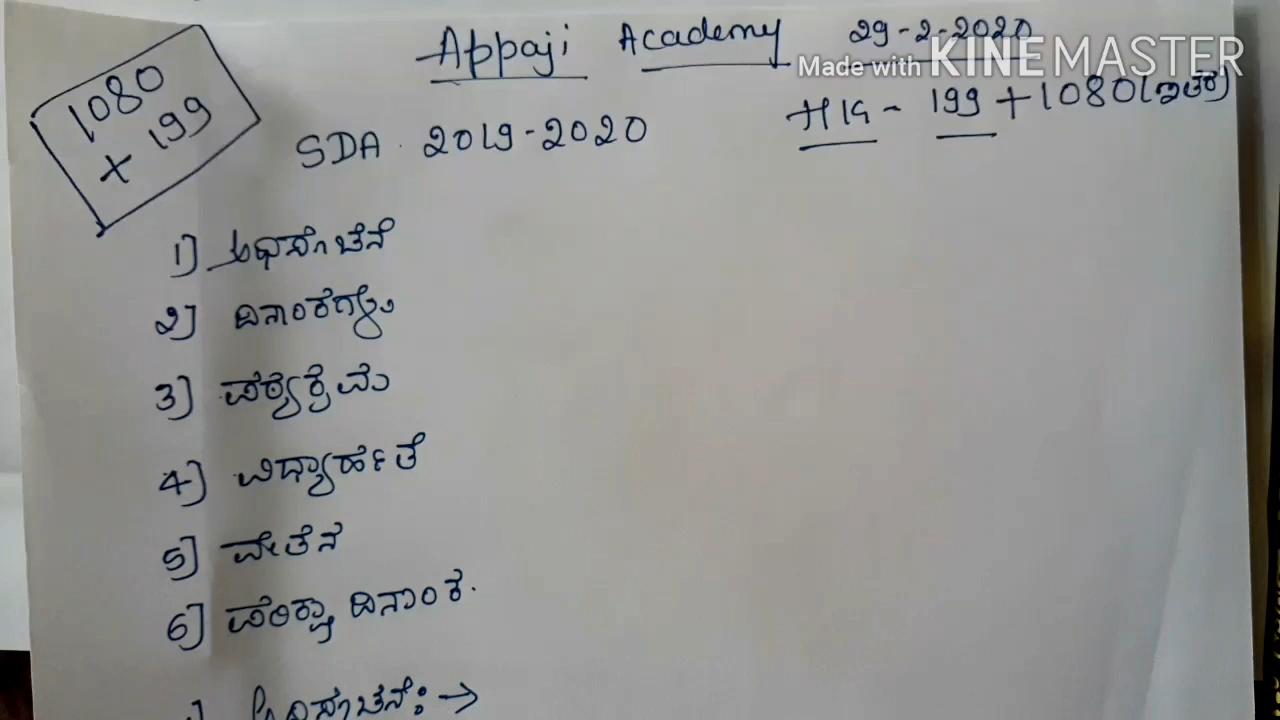 Appaji Academy 29-2-2020
Made with KINEMASTER
1080
+ 199
HK - 199 + 1080 (ಇತರೆ)
SDA 2019-2020
1] ಅಧಿಸೂಚನೆ
2] ದಿನಾಂಕಗಳು
3] ಪಠ್ಯಕ್ರಮ
4] ವಿದ್ಯಾರ್ಹತೆ
5] ವೇತನ
6] ಪರೀಕ್ಷಾ ದಿನಾಂಕ.